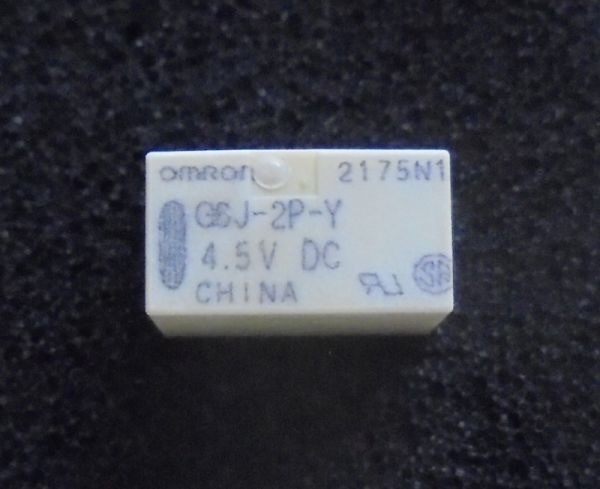 omron 2175N1
G6J-2P-Y
4.5V DC
CHINA